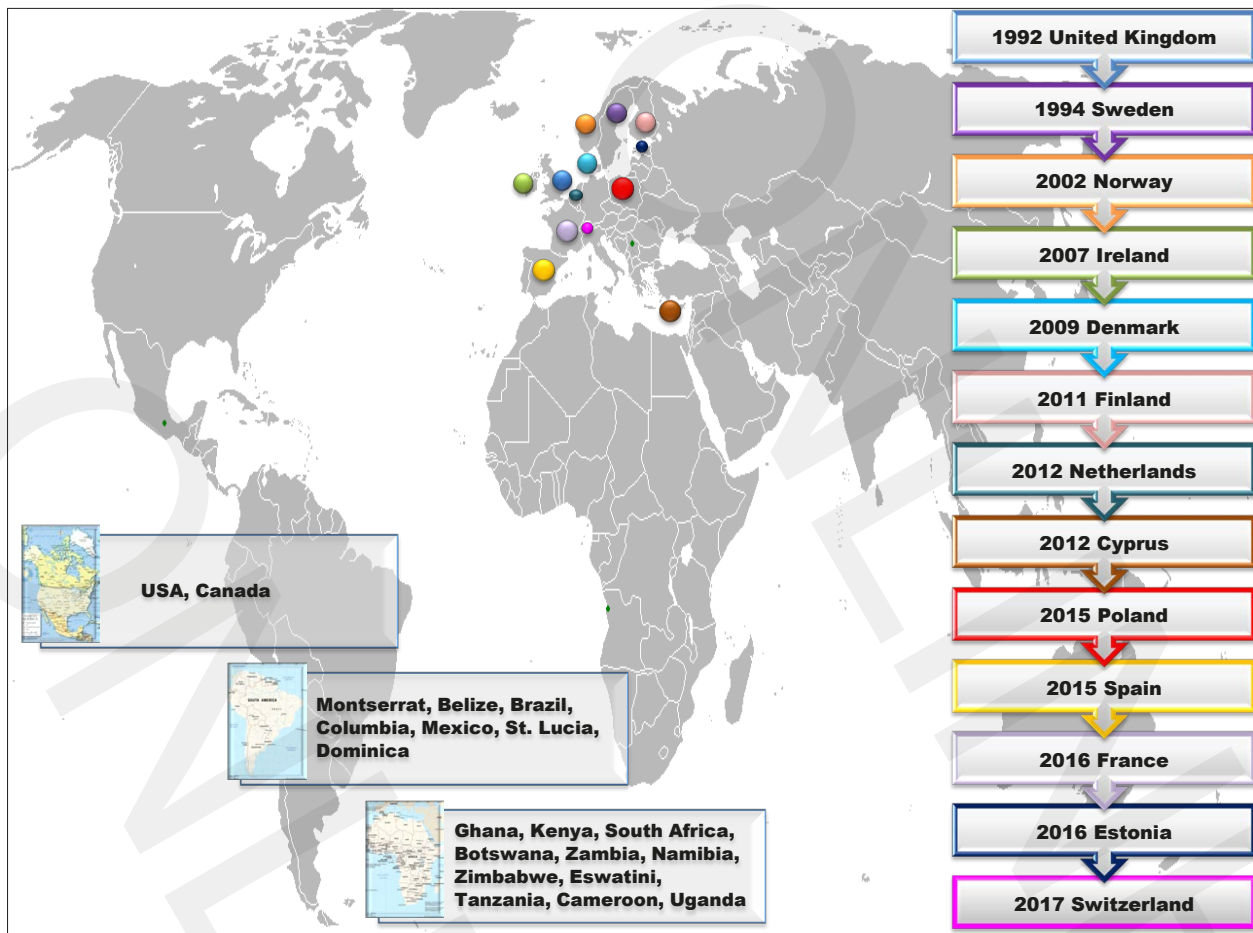 1992 United Kingdom
1994 Sweden
2002 Norway
2007 Ireland
2009 Denmark
2011 Finland
2012 Netherlands
2012 Cyprus
2015 Poland
2015 Spain
2016 France
2016 Estonia
2017 Switzerland
USA, Canada
SOUTH AMERICA
Montserrat, Belize, Brazil,
Columbia, Mexico, St. Lucia,
Dominica
Ghana, Kenya, South Africa,
Botswana, Zambia, Namibia,
Zimbabwe, Eswatini,
Tanzania, Cameroon, Uganda